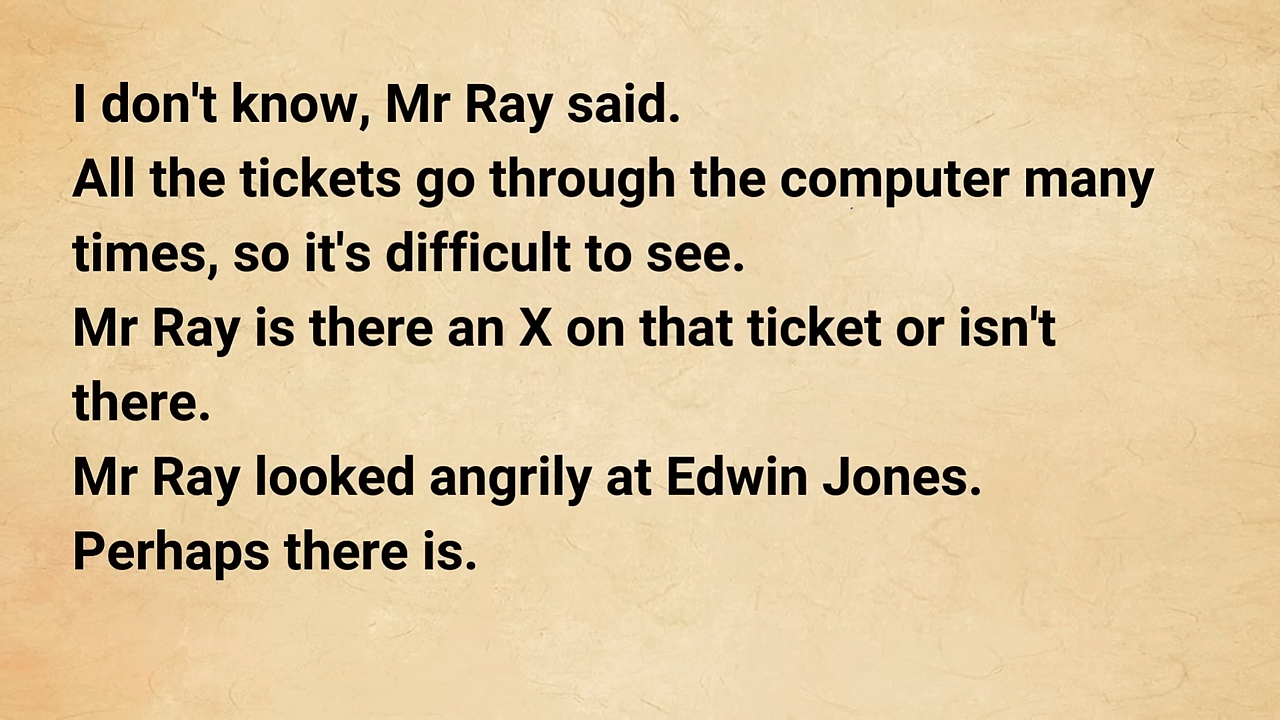 I don't know, Mr Ray said.
All the tickets go through the computer many
times, so it's difficult to see.
Mr Ray is there an X on that ticket or isn't
there.
Mr Ray looked angrily at Edwin Jones.
Perhaps there is.